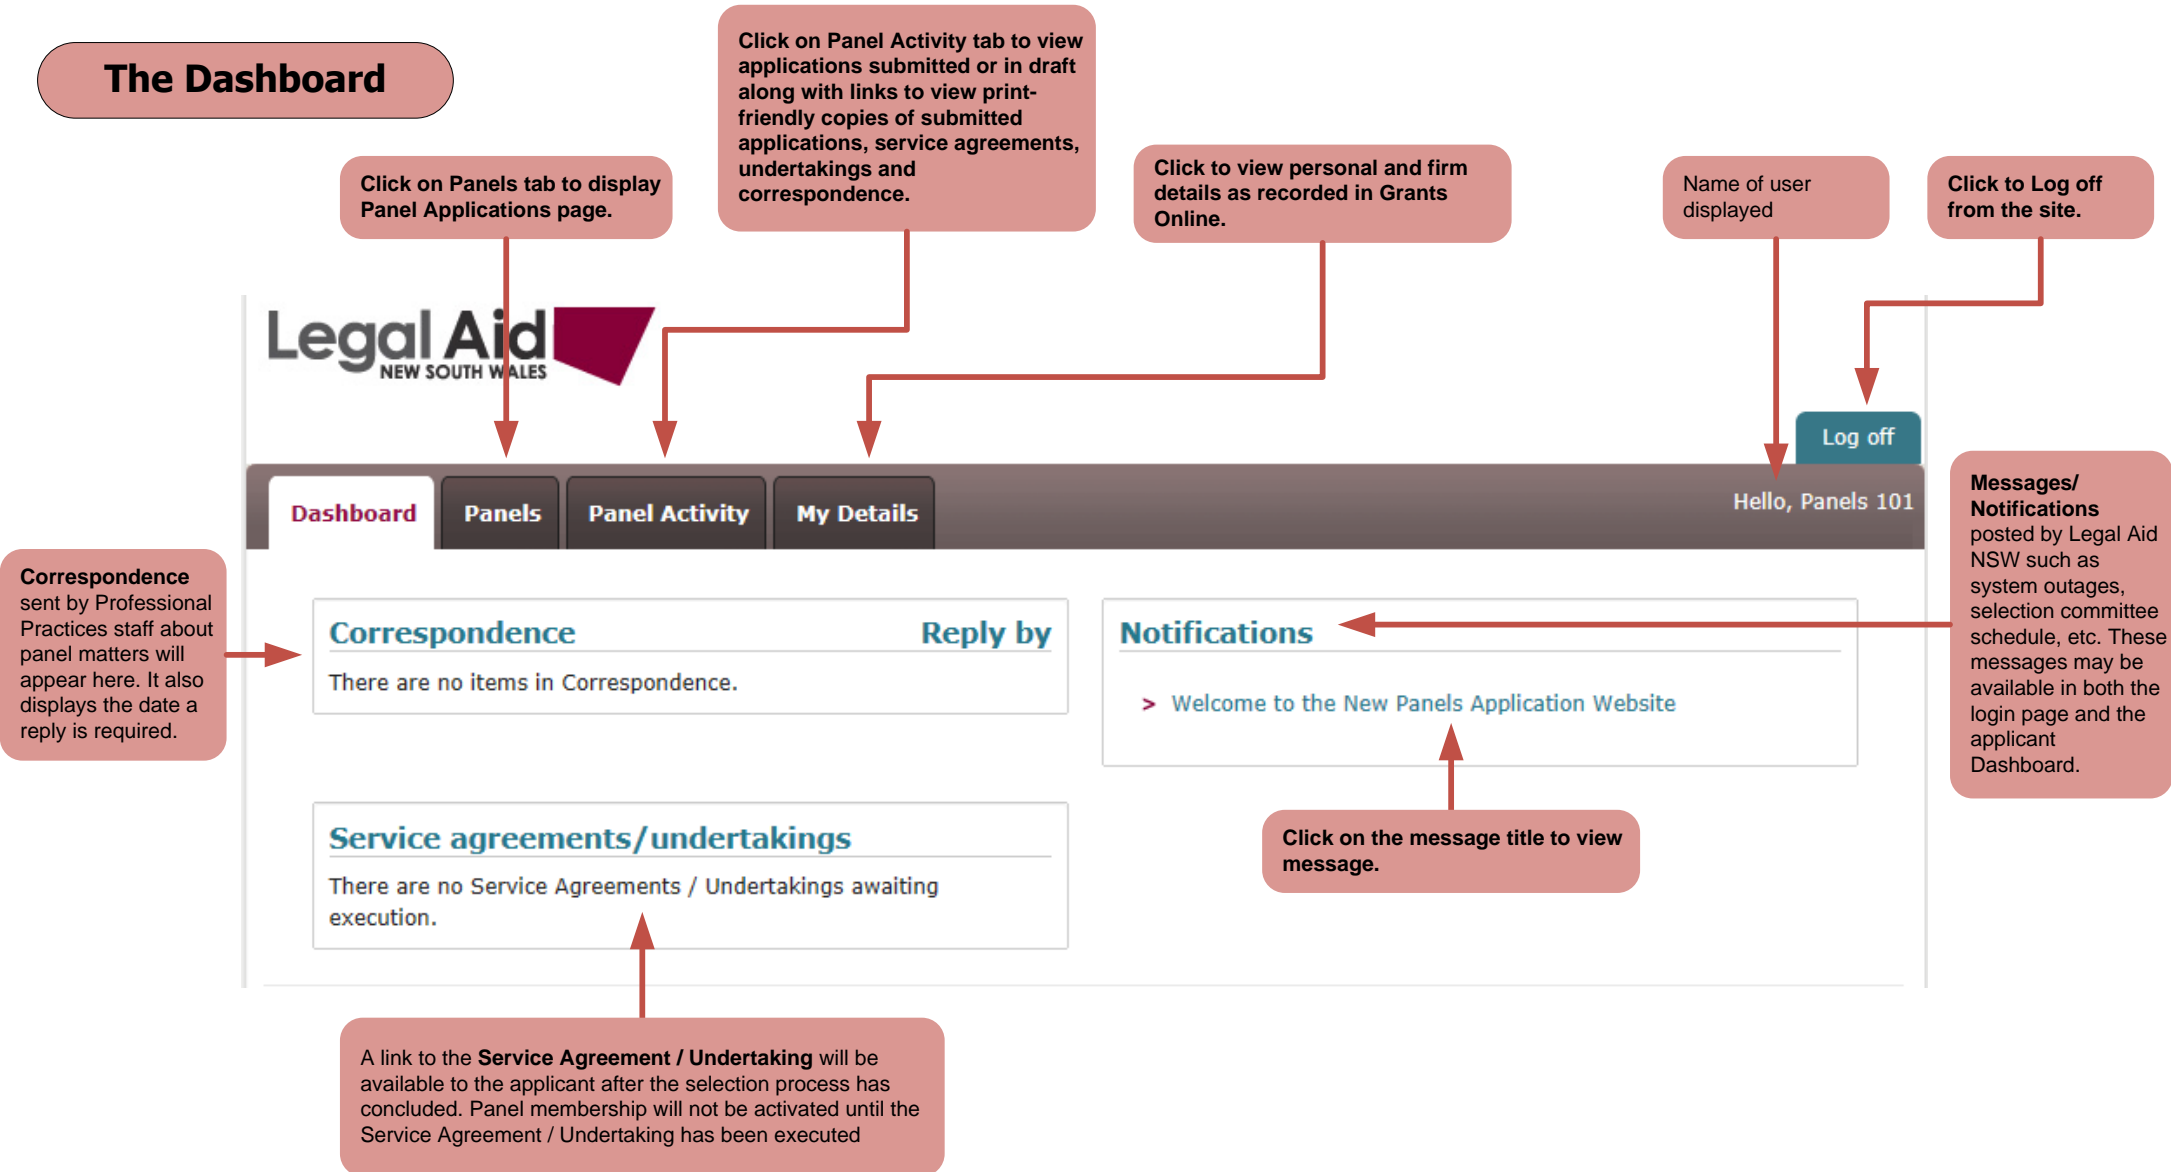 The Dashboard
Click on Panel Activity tab to view
applications submitted or in draft
along with links to view print-
friendly copies of submitted
applications, service agreements,
undertakings and
correspondence.
Click on Panels tab to display
Panel Applications page.
Click to view personal and firm
details as recorded in Grants
Online.
Name of user
displayed
Click to Log off
from the site.
Legal Aid
NEW SOUTH WALES
Log off
Dashboard Panels Panel Activity My Details
Hello, Panels 101
Correspondence
sent by Professional
Practices staff about
panel matters will
appear here. It also
displays the date a
reply is required.
Correspondence Reply by
There are no items in Correspondence.
Notifications
> Welcome to the New Panels Application Website
Messages/
Notifications
posted by Legal Aid
NSW such as
system outages,
selection committee
schedule, etc. These
messages may be
available in both the
login page and the
applicant
Dashboard.
Click on the message title to view
message.
Service agreements/undertakings
There are no Service Agreements / Undertakings awaiting
execution.
A link to the Service Agreement / Undertaking will be
available to the applicant after the selection process has
concluded. Panel membership will not be activated until the
Service Agreement / Undertaking has been executed